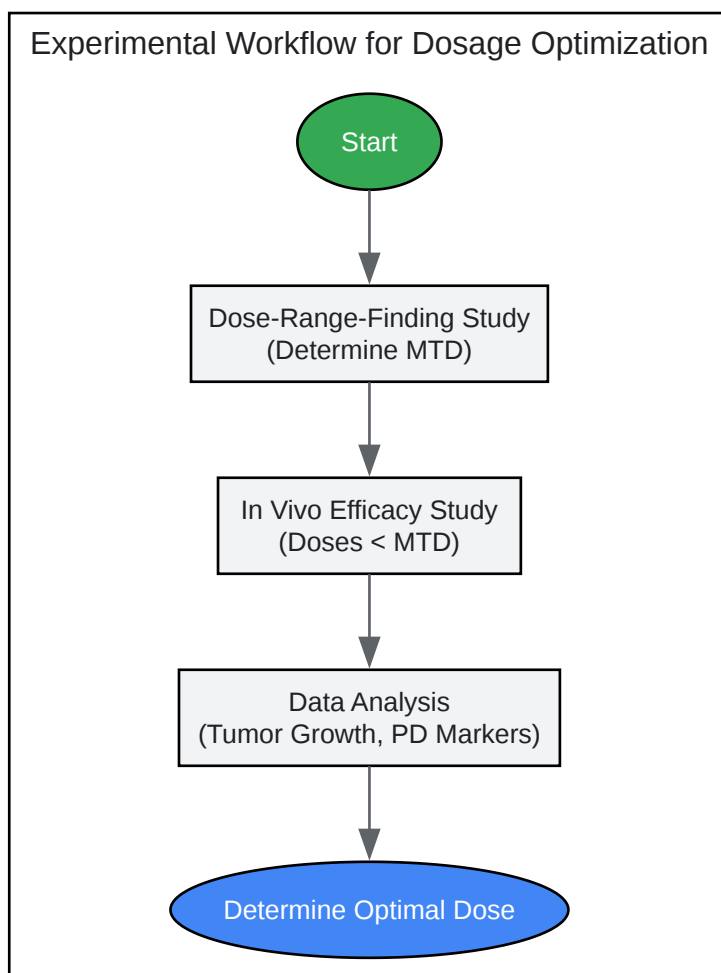 Experimental Workflow for Dosage Optimization
Start
Dose-Range-Finding Study
(Determine MTD)
In Vivo Efficacy Study
(Doses < MTD)
Data Analysis
(Tumor Growth, PD Markers)
Determine Optimal Dose